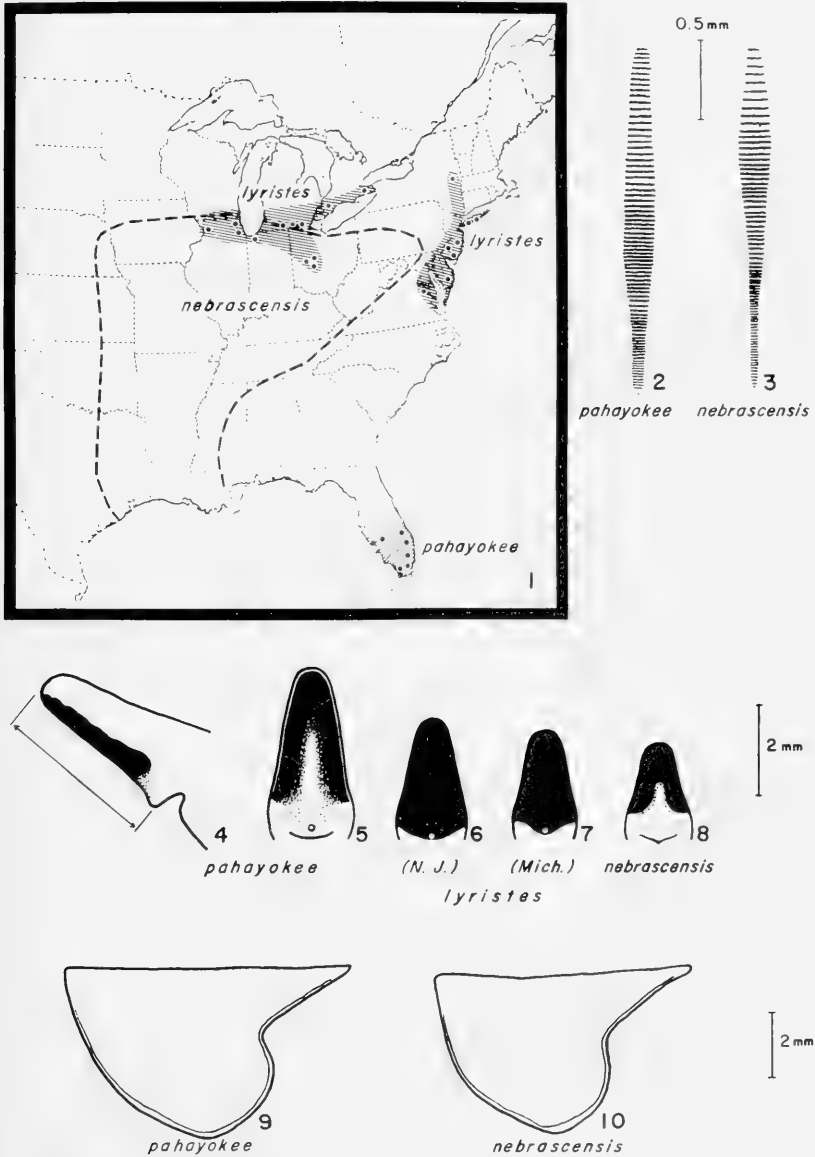 0.5 mm
lyristes
lyristes
nebrascensis
pahayokee
1
2
3
pahayokee
nebrascensis
2 mm
4
5
6
7
8
pahayokee
(N. J.)
(Mich.)
nebrascensis
lyristes
2 mm
9
10
pahayokee
nebrascensis